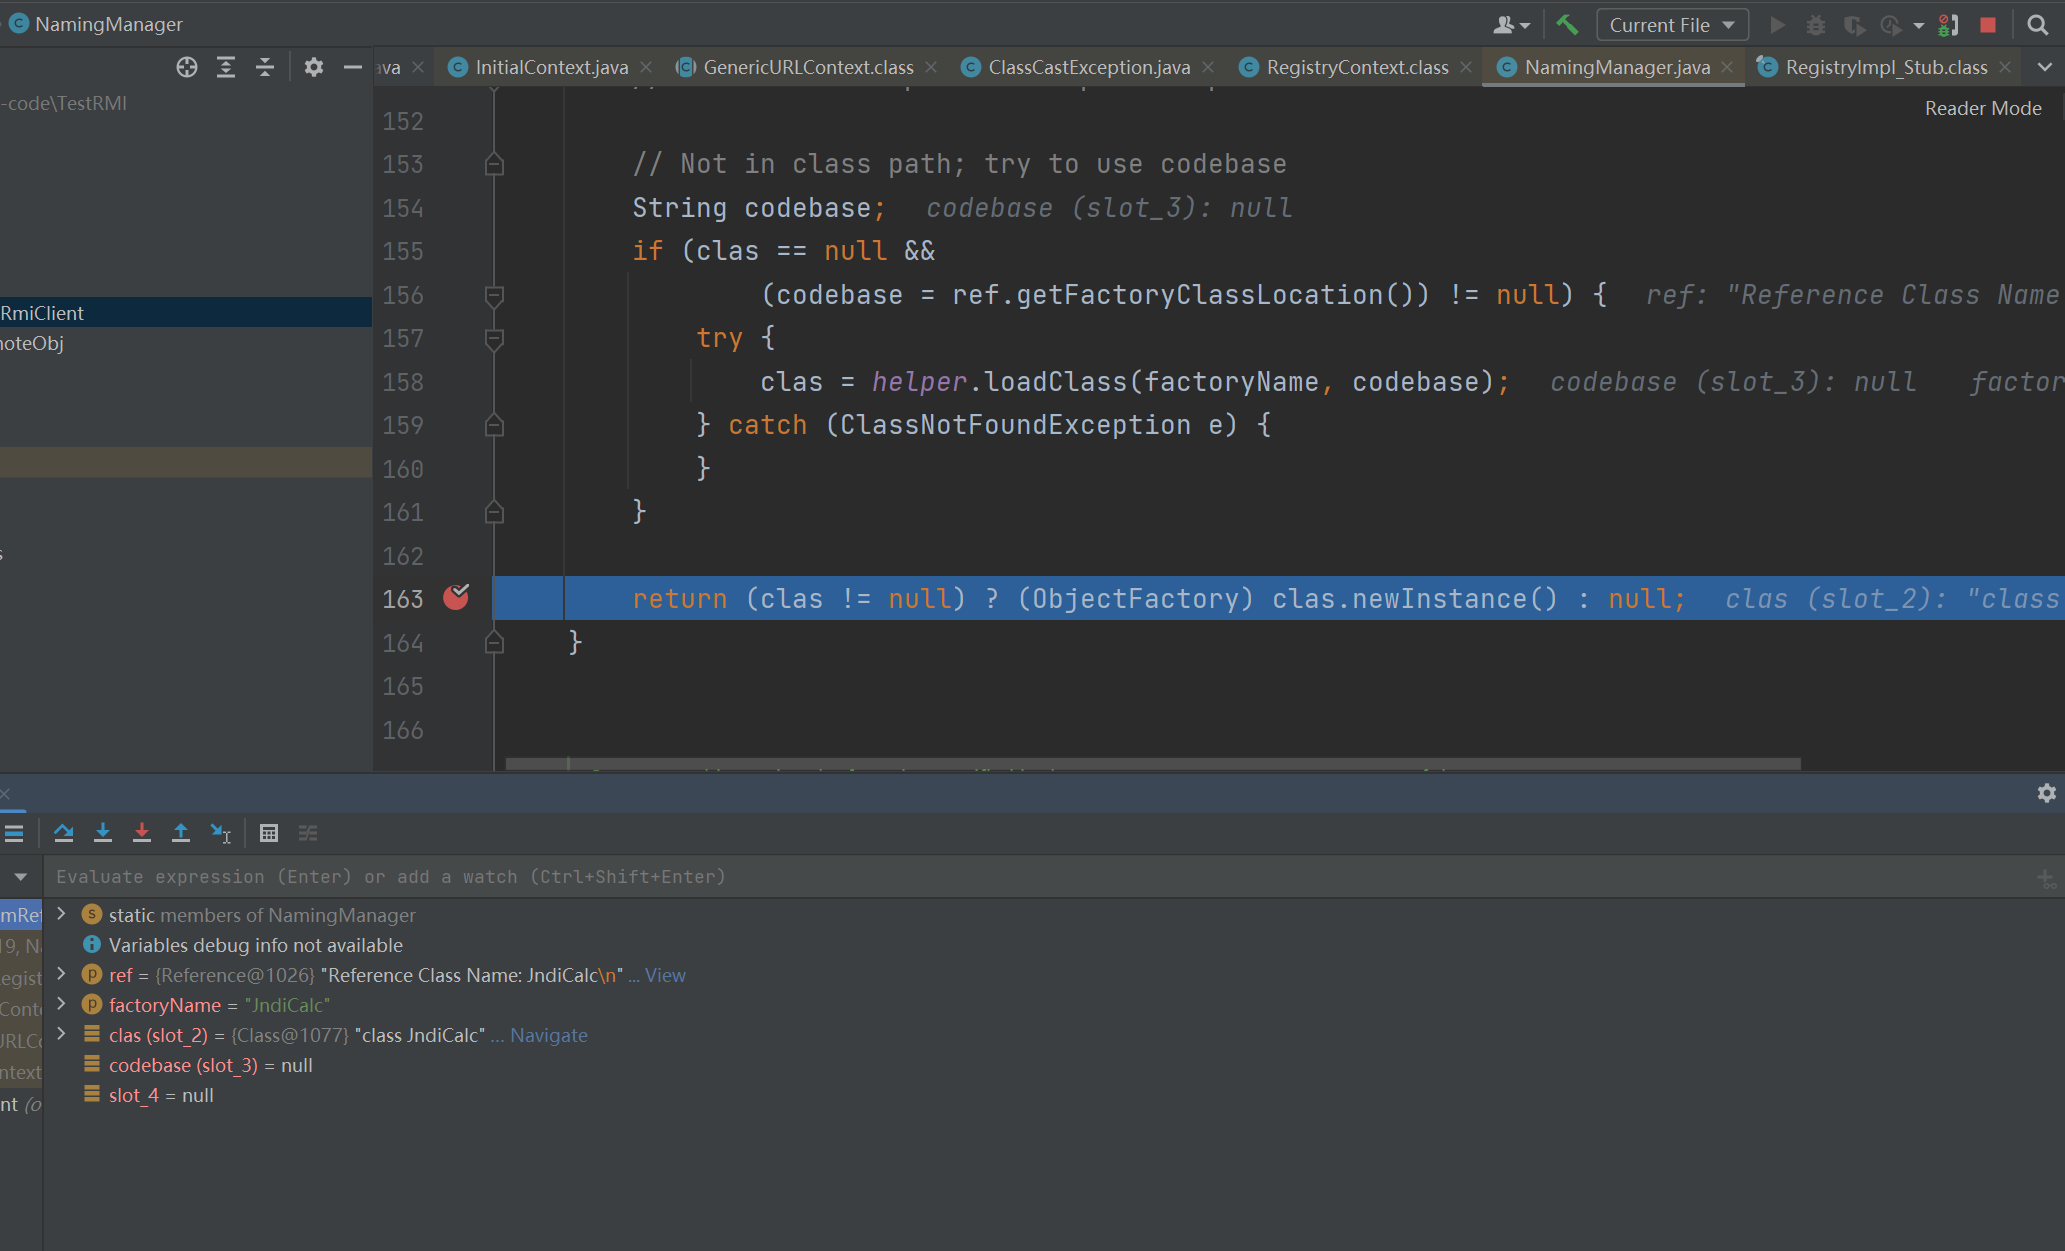 NamingManager
Current File
ava
InitialContext.java
GenericURLContext.class
ClassCastException.java
RegistryContext.class
NamingManager.java
RegistryImpl_Stub.class
-code\TestRMI
Reader Mode
RmiClient
noteObj
s
152
153 // Not in class path; try to use codebase
154 String codebase; codebase (slot_3): null
155 if (clas == null &&
156 (codebase = ref.getFactoryClassLocation()) != null) { ref: "Reference Class Name
157 try {
158 clas = helper.loadClass(factoryName, codebase); codebase (slot_3): null factor
159 } catch (ClassNotFoundException e) {
160 }
161 }
162
163 return (clas != null) ? (ObjectFactory) clas.newInstance() : null; clas (slot_2): "class
164 }
165
166
Evaluate expression (Enter) or add a watch (Ctrl+Shift+Enter)
mRef
19, Na
egist
Conte
URLCo
ntext
nt (o
static members of NamingManager
Variables debug info not available
ref = {Reference@1026} "Reference Class Name: JndiCalc\n" ... View
factoryName = "JndiCalc"
clas (slot_2) = {Class@1077} "class JndiCalc" ... Navigate
codebase (slot_3) = null
slot_4 = null